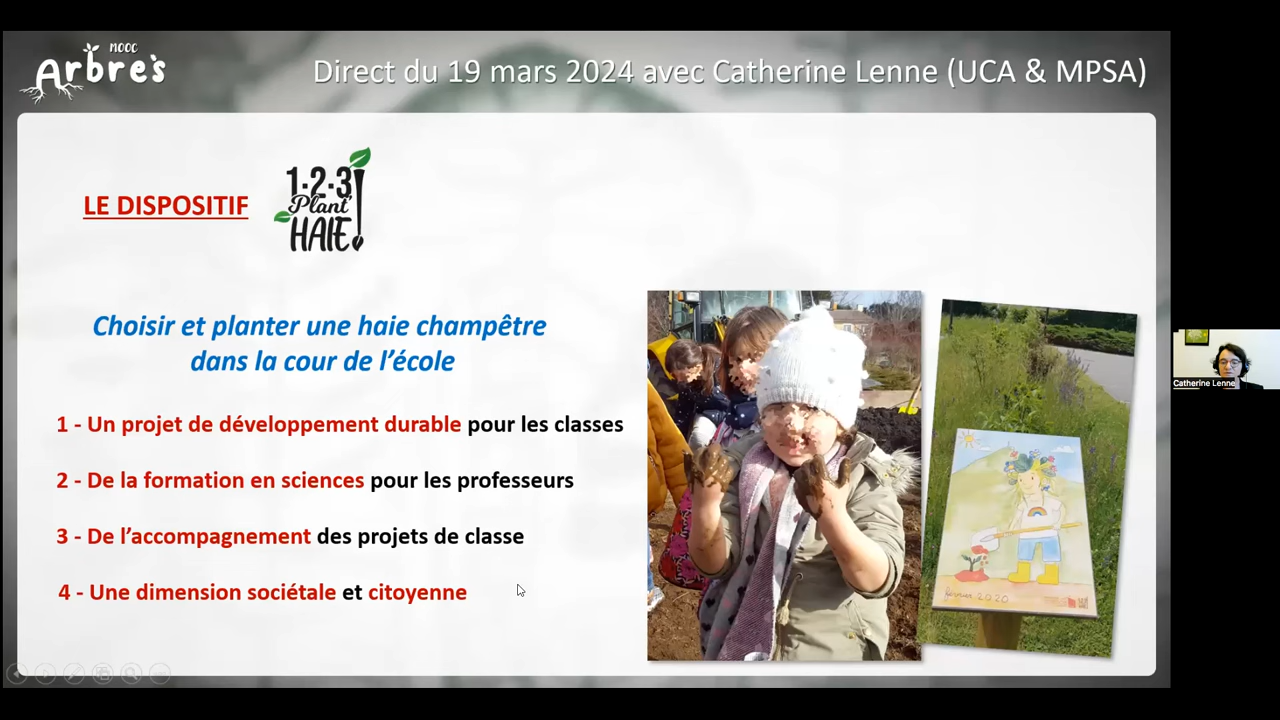 MOOC
Arbres
Direct du 19 mars 2024 avec Catherine Lenne (UCA & MPSA)
LE DISPOSITIF
1-2-3
Plant'
HAIE!
Choisir et planter une haie champêtre
dans la cour de l’école
1 - Un projet de développement durable pour les classes
2 - De la formation en sciences pour les professeurs
3 - De l’accompagnement des projets de classe
4 - Une dimension sociétale et citoyenne
février 2020
Catherine Lenne